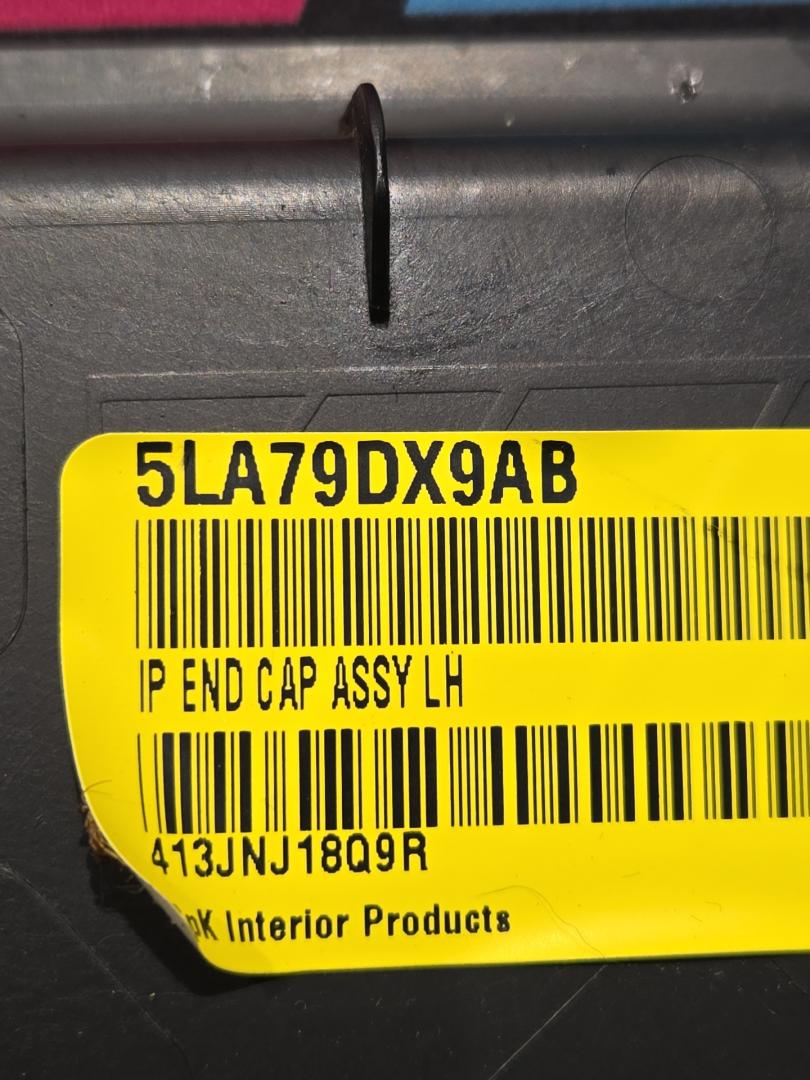 5LA79DX9AB
IP END CAP ASSY LH
413JNJ18Q9R
Interior Products